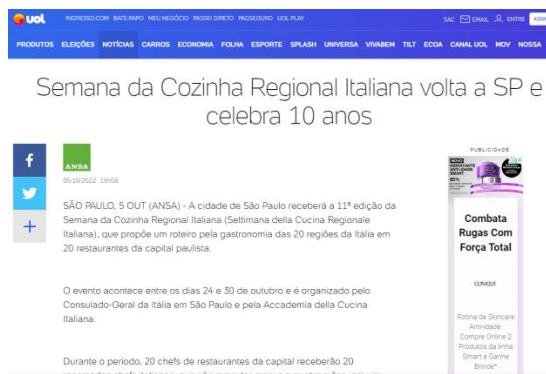 UOL INGRESSO.COM BATE-PAPO MEU NEGÓCIO PASSEI DIRETO PAGSEGURO UOL PLAY SAC EMAIL ENTRE
PRODUTOS ELEIÇÕES NOTÍCIAS CARROS ECONOMIA FOLHA ESPORTE SPLASH UNIVERSA VIVABEM TILT ECOA CANAL UOL MOV NOSSA
Semana da Cozinha Regional Italiana volta a SP e
celebra 10 anos
ANSA
05/10/2022 19h58
SÃO PAULO, 5 OUT (ANSA) - A cidade de São Paulo receberá a 11ª edição da
Semana da Cozinha Regional Italiana (Settimana della Cucina Regionale
Italiana), que propõe um roteiro pela gastronomia das 20 regiões da Itália em
20 restaurantes da capital paulista.
O evento acontece entre os dias 24 e 30 de outubro e é organizado pelo
Consulado-Geral da Itália em São Paulo e pela Accademia della Cucina
Italiana.
Durante o período, 20 chefs de restaurantes da capital receberão 20
PUBLICIDADE
Combata
Rugas Com
Força Total
Rotina de Skincare
Anti-idade.
Compre Online 2
Produtos da linha
Smart e Ganhe
Brinde*